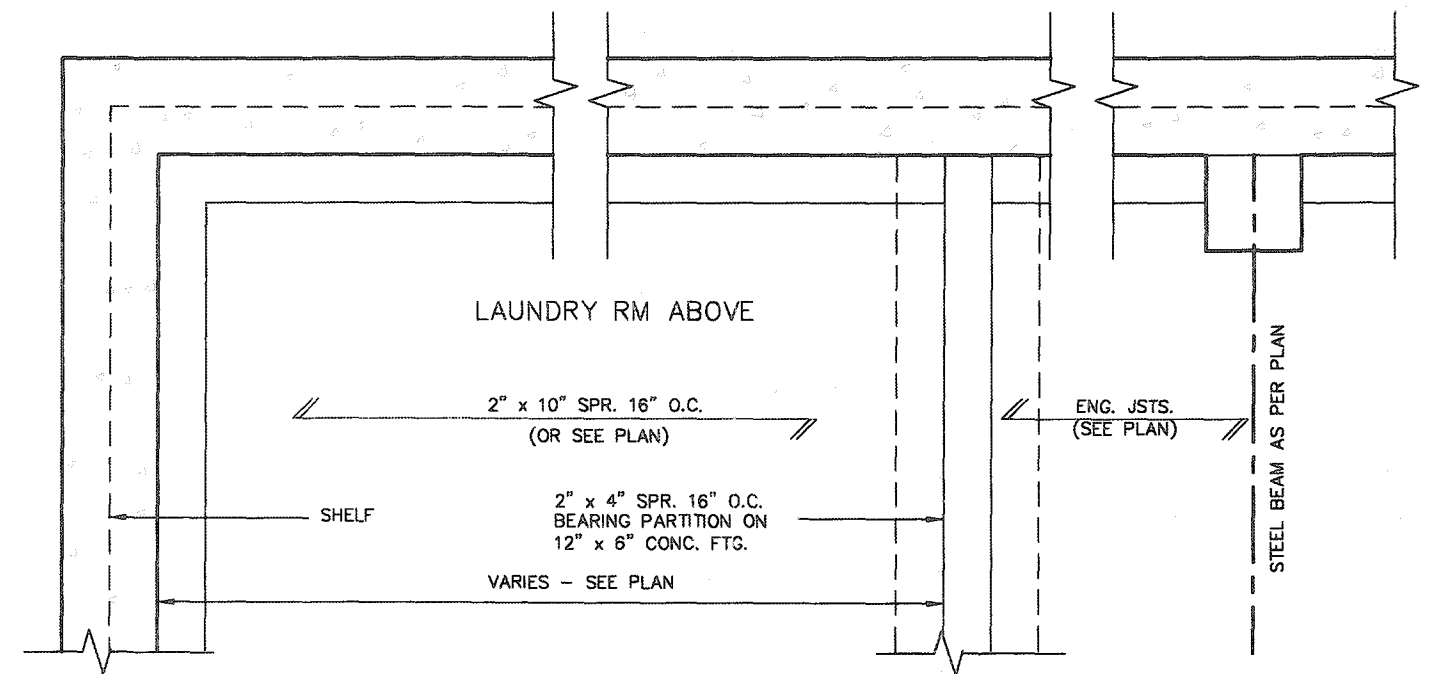 LAUNDRY RM ABOVE
2" x 10" SPR. 16" O.C.
(OR SEE PLAN)
ENG. JSTS.
(SEE PLAN)
STEEL BEAM AS PER PLAN
SHELF
2" x 4" SPR. 16" O.C.
BEARING PARTITION ON
12" x 6" CONC. FTG.
VARIES – SEE PLAN